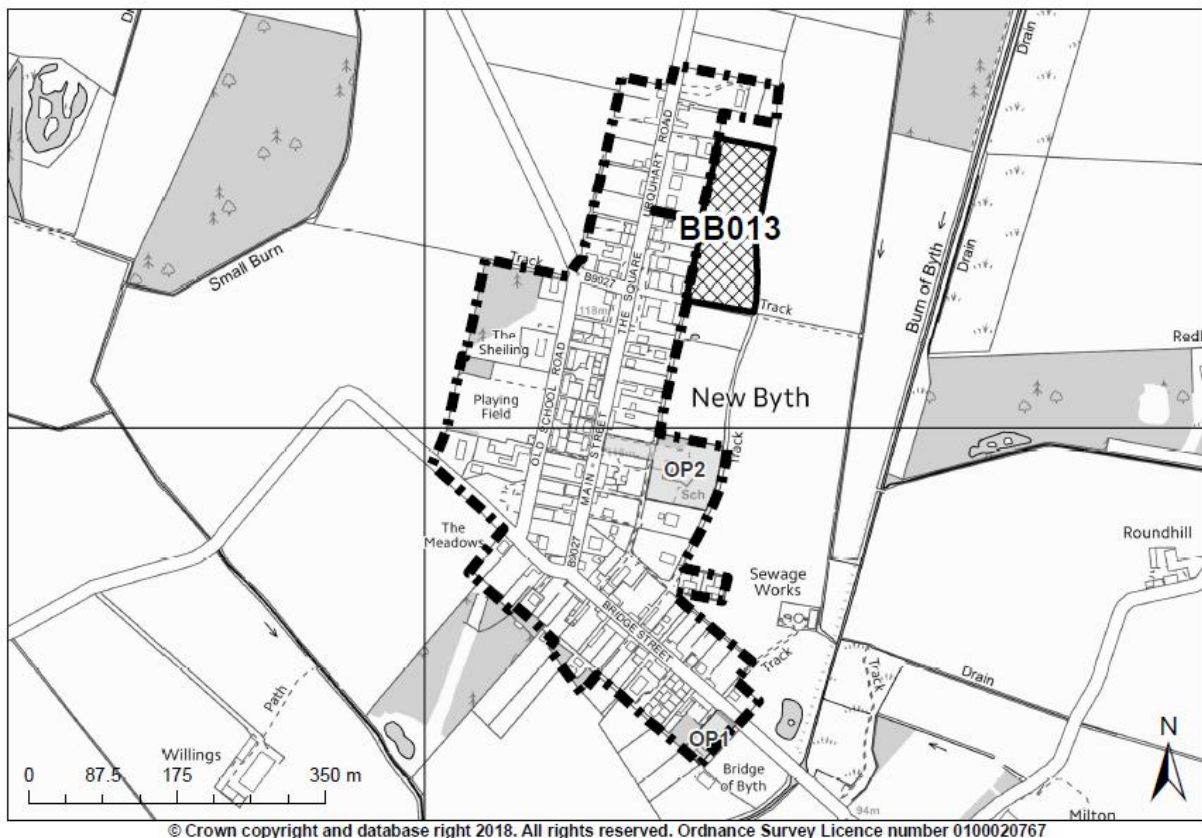 Drain
URQUHART ROAD
BB013
Small Burn
Track
B9027
THE SQUARE
118m
Track
Burn of Byth
Drain
The
Sheiling
OLD SCHOOL ROAD
Playing
Field
New Byth
MAIN STREET
Track
OP2
Sch
The
Meadows
B9027
Roundhill
Sewage
Works
BRIDGE STREET
Track
Track
Drain
Path
Willings
OP1
Bridge
of Byth
N
0 87.5 175 350 m
94m
Milton
© Crown copyright and database right 2018. All rights reserved. Ordnance Survey Licence number 0100020767